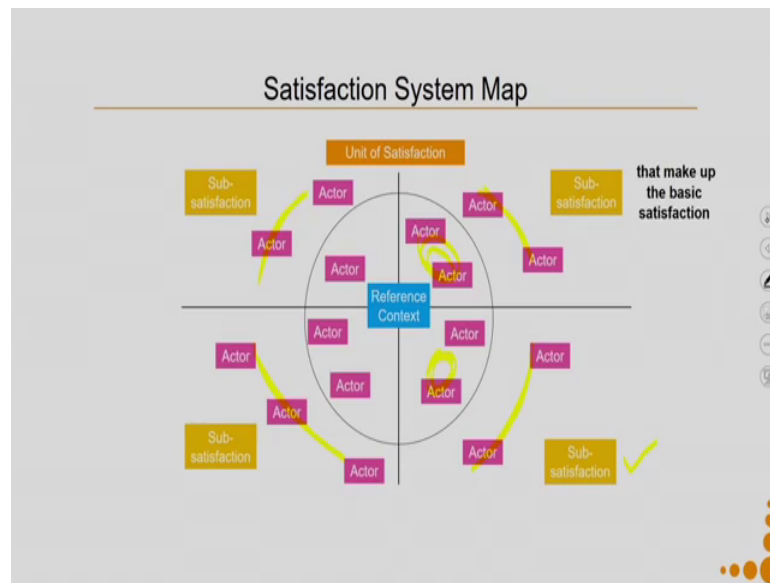 Satisfaction System Map
Unit of Satisfaction
Sub-
satisfaction
Actor
Actor
Actor
Actor
Actor
Actor
Actor
Sub-
satisfaction
that make up
the basic
satisfaction
Reference
Context
Actor
Actor
Actor
Actor
Actor
Sub-
satisfaction
Actor
Actor
Actor
Actor
Sub-
satisfaction